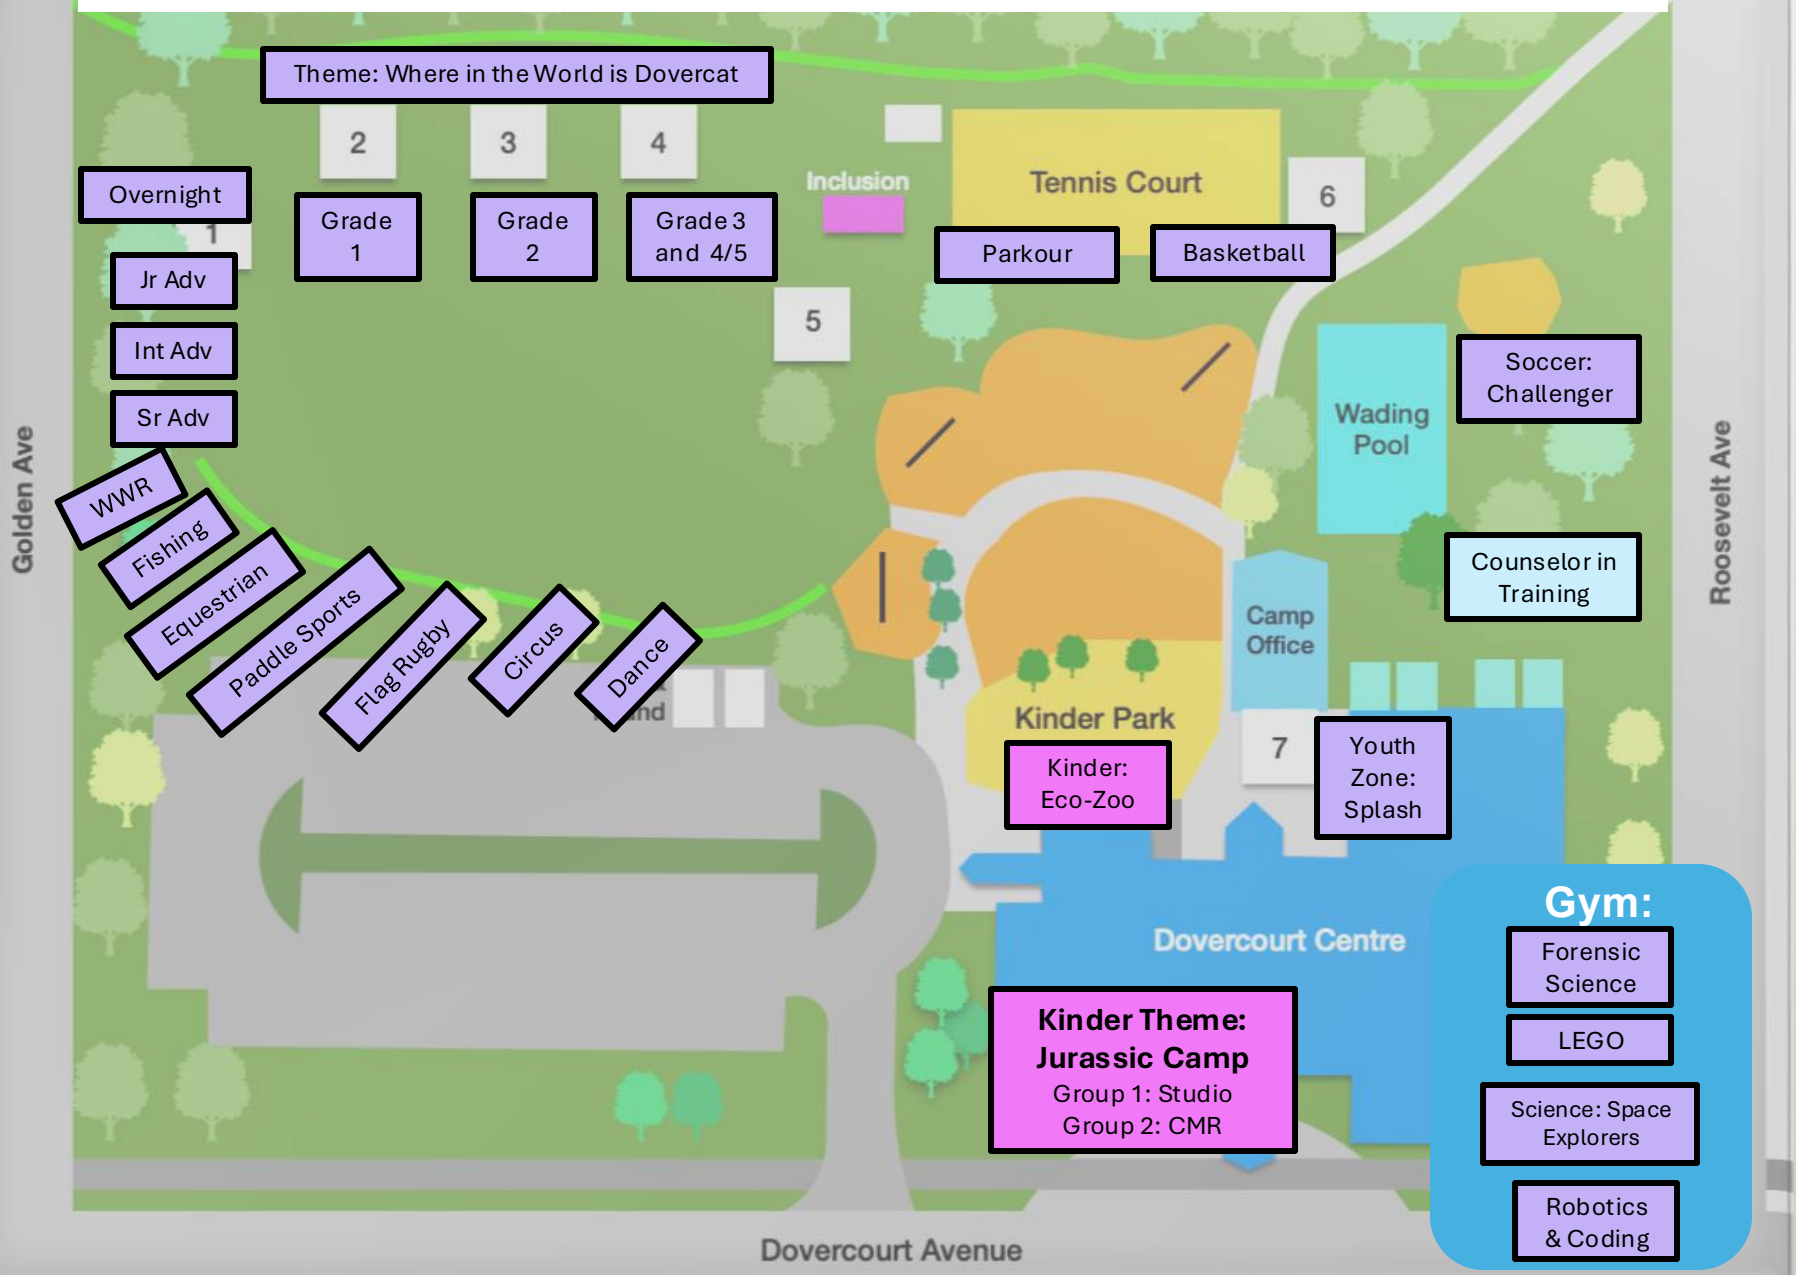 Theme: Where in the World is Dovercat
2
3
4
Overnight
1
Jr Adv
Int Adv
Sr Adv
Grade
1
Grade
2
Grade 3
and 4/5
Inclusion
Tennis Court
6
Parkour
Basketball
5
Wading
Pool
Soccer:
Challenger
Golden Ave
Roosevelt Ave
WWR
Fishing
Equestrian
Paddle Sports
Flag Rugby
Circus
Dance
Counselor in
Training
Camp
Office
Kinder Park
Kinder:
Eco-Zoo
7
Youth
Zone:
Splash
Dovercourt Centre
Kinder Theme:
Jurassic Camp
Group 1: Studio
Group 2: CMR
Gym:
Forensic
Science
LEGO
Science: Space
Explorers
Robotics
& Coding
Dovercourt Avenue